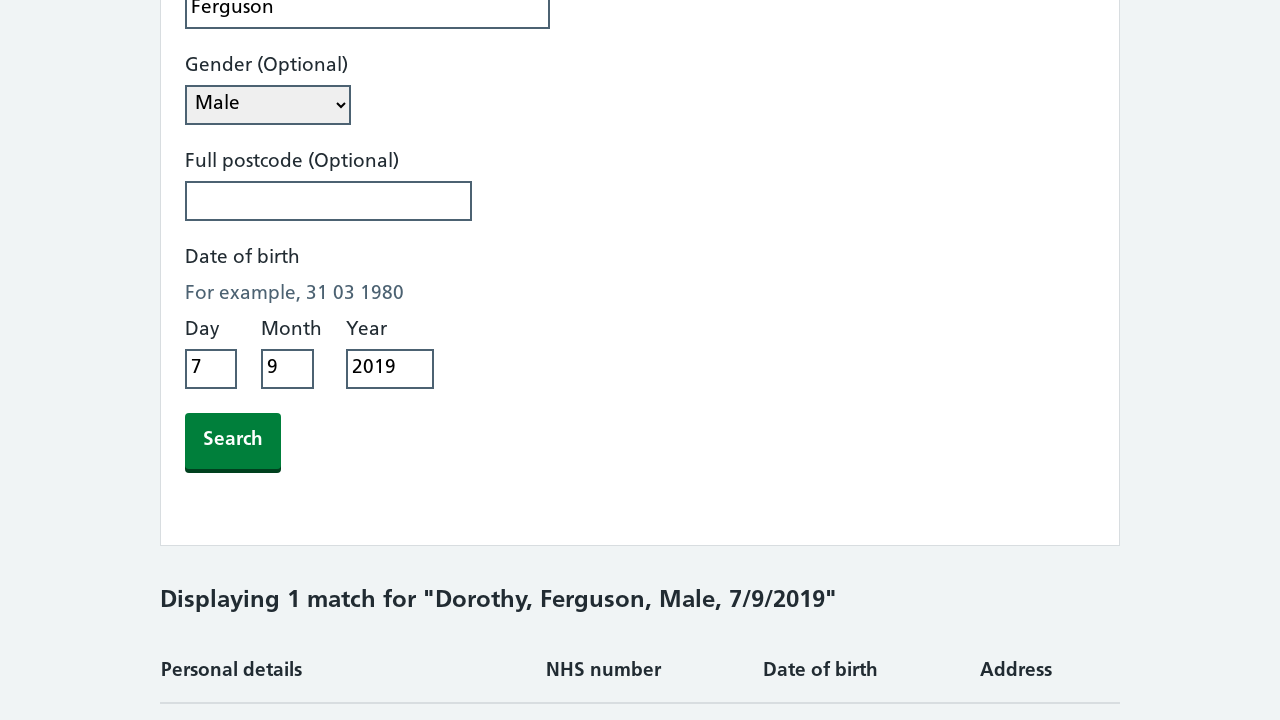 Ferguson
Gender (Optional)
Male
Full postcode (Optional)
Date of birth
For example, 31 03 1980
Day Month Year
7 9 2019
Search
Displaying 1 match for "Dorothy, Ferguson, Male, 7/9/2019"
Personal details NHS number Date of birth Address